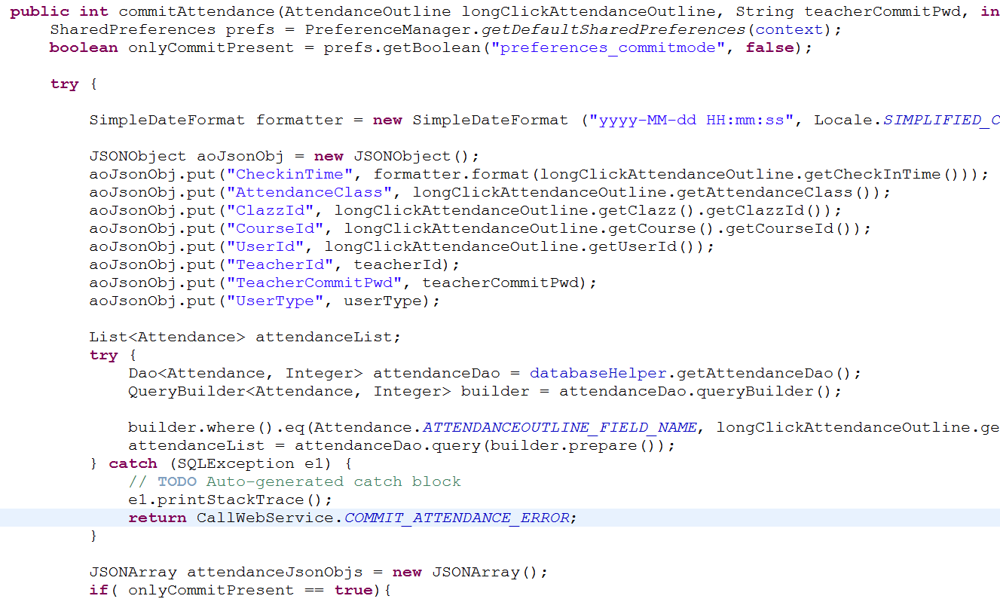 public int commitAttendance(AttendanceOutline longClickAttendanceOutline, String teacherCommitPwd, in
SharedPreferences prefs = PreferenceManager.getDefaultSharedPreferences(context);
boolean onlyCommitPresent = prefs.getBoolean("preferences_commitmode", false);
try {
SimpleDateFormat formatter = new SimpleDateFormat ("yyyy-MM-dd HH:mm:ss", Locale.SIMPLIFIED_C
JSONObject aoJsonObj = new JSONObject();
aoJsonObj.put("CheckinTime", formatter.format(longClickAttendanceOutline.getCheckInTime()));
aoJsonObj.put("AttendanceClass", longClickAttendanceOutline.getAttendanceClass());
aoJsonObj.put("ClazzId", longClickAttendanceOutline.getClazz().getClazzId());
aoJsonObj.put("CourseId", longClickAttendanceOutline.getCourse().getCourseId());
aoJsonObj.put("UserId", longClickAttendanceOutline.getUserId());
aoJsonObj.put("TeacherId", teacherId);
aoJsonObj.put("TeacherCommitPwd", teacherCommitPwd);
aoJsonObj.put("UserType", userType);
List<Attendance> attendanceList;
try {
Dao<Attendance, Integer> attendanceDao = databaseHelper.getAttendanceDao();
QueryBuilder<Attendance, Integer> builder = attendanceDao.queryBuilder();
builder.where().eq(Attendance.ATTENDANCEOUTLINE_FIELD_NAME, longClickAttendanceOutline.ge
attendanceList = attendanceDao.query(builder.prepare());
} catch (SQLException e1) {
// TODO Auto-generated catch block
e1.printStackTrace();
return CallWebService.COMMIT_ATTENDANCE_ERROR;
}
JSONArray attendanceJsonObjs = new JSONArray();
if( onlyCommitPresent == true){